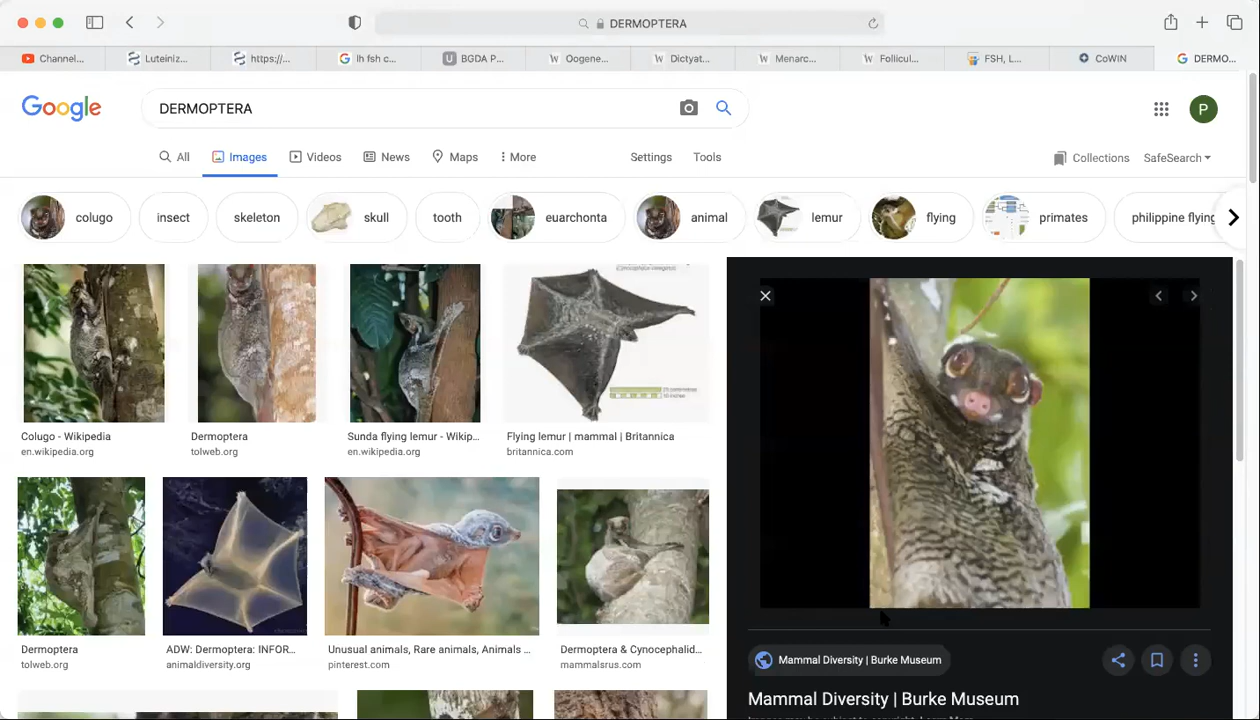 DERMOPTERA
Channel...
Luteiniz...
https://...
lh fsh c...
BGDA P...
Oogene...
Dictyat...
Menarc...
Follicul...
FSH, L...
CoWIN
DERMO...
Google
DERMOPTERA
P
All
Images
Videos
News
Maps
More
Settings
Tools
Collections
SafeSearch
colugo
insect
skeleton
skull
tooth
euarchonta
animal
lemur
flying
primates
philippine flying
Colugo - Wikipedia
en.wikipedia.org
Dermoptera
tolweb.org
Sunda flying lemur - Wikip...
en.wikipedia.org
Flying lemur | mammal | Britannica
britannica.com
Dermoptera
tolweb.org
ADW: Dermoptera: INFOR...
animaldiversity.org
Unusual animals, Rare animals, Animals ...
pinterest.com
Dermoptera & Cynocephalid...
mammalsrus.com
Mammal Diversity | Burke Museum
Mammal Diversity | Burke Museum